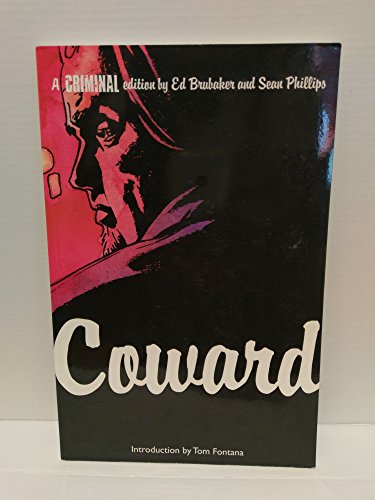 A CRIMINAL edition by Ed Brubaker and Sean Phillips
Coward
Introduction by Tom Fontana